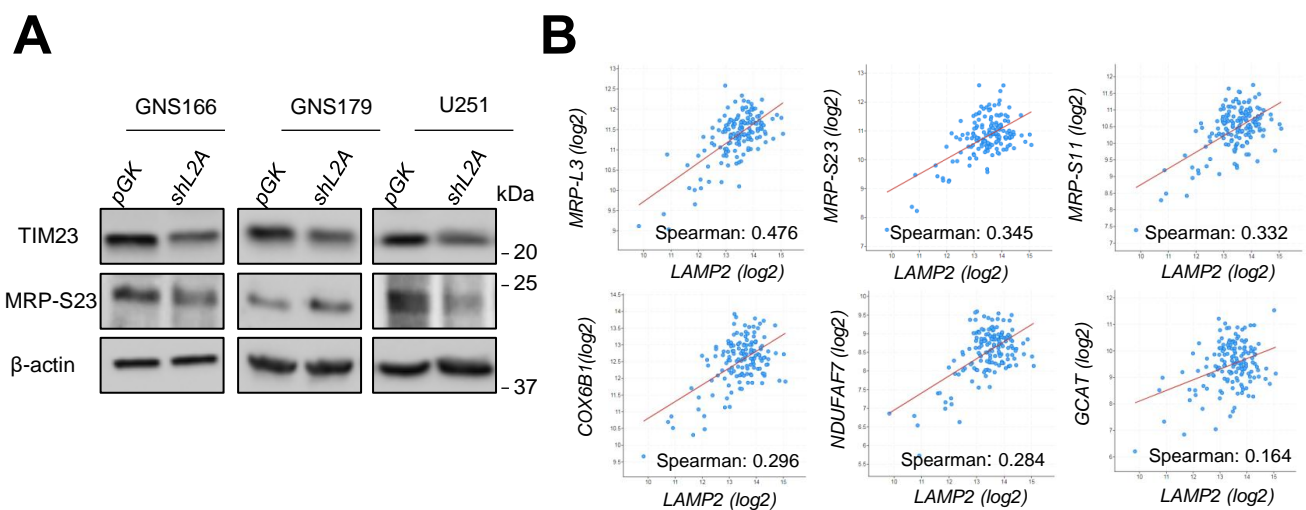 A
GNS166
GNS179
U251
pGK
shL2A
pGK
shL2A
pGK
shL2A
kDa
TIM23
- 20
- 25
MRP-S23
β-actin
- 37
B
MRP-L3 (log2)
Spearman: 0.476
LAMP2 (log2)
MRP-S23 (log2)
Spearman: 0.345
LAMP2 (log2)
MRP-S11 (log2)
Spearman: 0.332
LAMP2 (log2)
COX6B1(log2)
Spearman: 0.296
LAMP2 (log2)
NDUFAF7 (log2)
Spearman: 0.284
LAMP2 (log2)
GCAT (log2)
Spearman: 0.164
LAMP2 (log2)